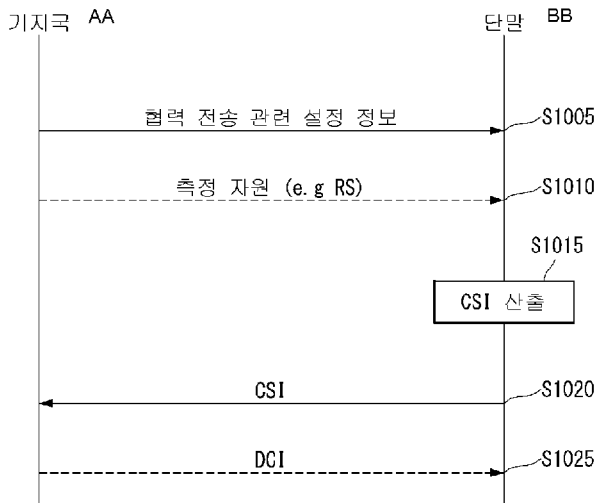 기지국 AA 단말 BB
협력 전송 관련 설정 정보 S1005
측정 자원 (e.g RS) S1010
S1015
CSI 산출
CSI S1020
DCI S1025